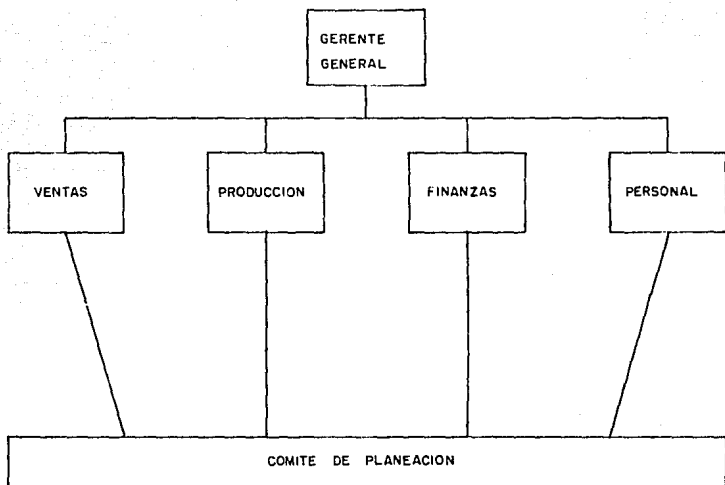 GERENTE
GENERAL
VENTAS
PRODUCCION
FINANZAS
PERSONAL
COMITE DE PLANEACION